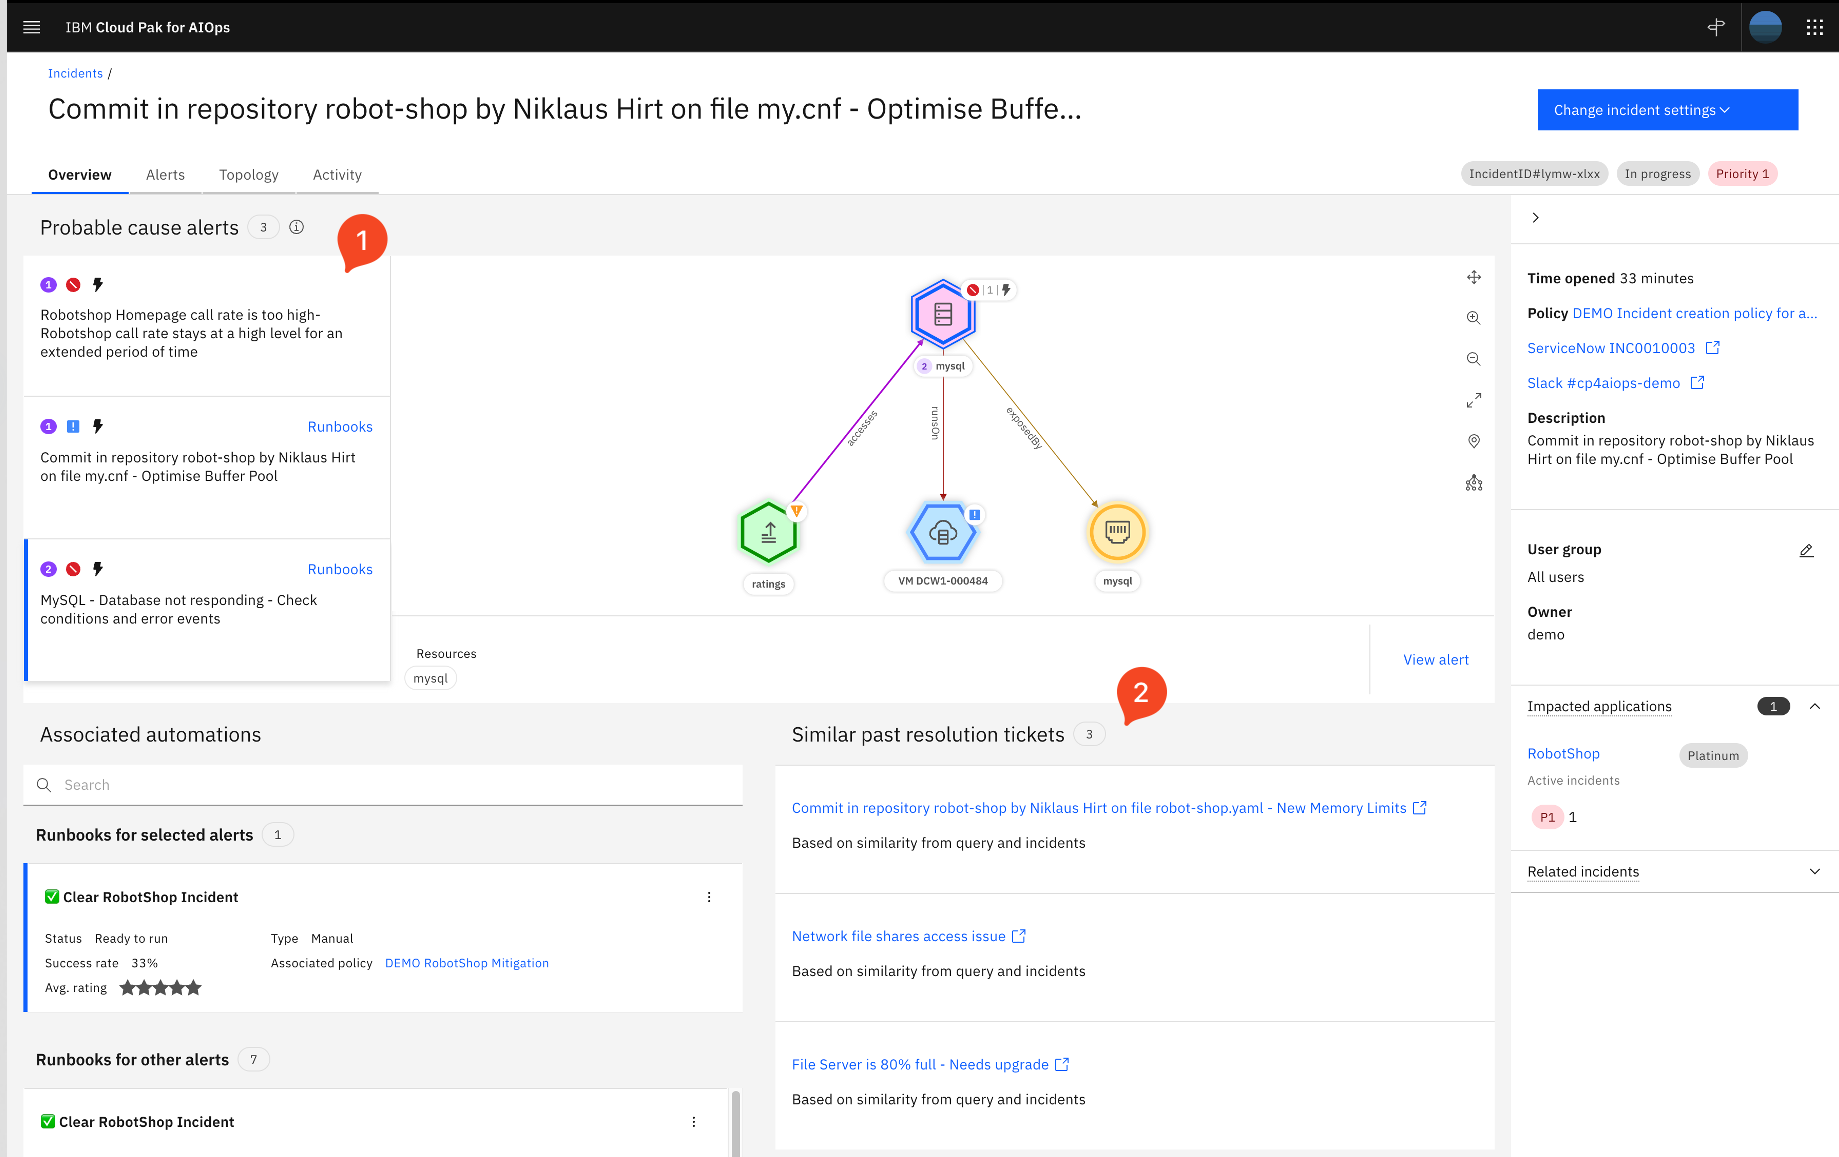 IBM Cloud Pak for AIOps
Incidents /
Commit in repository robot-shop by Niklaus Hirt on file my.cnf - Optimise Buffe...
Change incident settings
Overview
Alerts
Topology
Activity
IncidentID#lymw-xlxx
In progress
Priority 1
Probable cause alerts 3
1
1
Robotshop Homepage call rate is too high-
Robotshop call rate stays at a high level for an
extended period of time
1
Runbooks
Commit in repository robot-shop by Niklaus Hirt
on file my.cnf - Optimise Buffer Pool
2
Runbooks
MySQL - Database not responding - Check
conditions and error events
| 1 |
2 mysql
accesses
runsOn
exposedBy
ratings
VM DCW1-000484
mysql
Resources
mysql
View alert
2
Associated automations
Search
Runbooks for selected alerts 1
✅ Clear RobotShop Incident
Status Ready to run
Type Manual
Success rate 33%
Associated policy DEMO RobotShop Mitigation
Avg. rating ★★★★★
Runbooks for other alerts 7
✅ Clear RobotShop Incident
Similar past resolution tickets 3
Commit in repository robot-shop by Niklaus Hirt on file robot-shop.yaml - New Memory Limits
Based on similarity from query and incidents
Network file shares access issue
Based on similarity from query and incidents
File Server is 80% full - Needs upgrade
Based on similarity from query and incidents
Time opened 33 minutes
Policy DEMO Incident creation policy for a...
ServiceNow INC0010003
Slack #cp4aiops-demo
Description
Commit in repository robot-shop by Niklaus
Hirt on file my.cnf - Optimise Buffer Pool
User group
All users
Owner
demo
Impacted applications 1
RobotShop
Platinum
Active incidents
P1 1
Related incidents